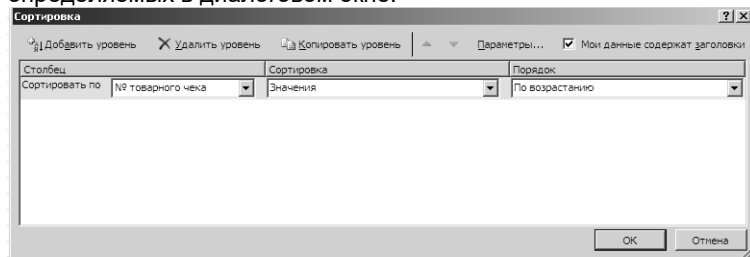 определяемых в диалоговом окне.
Сортировка
Добавить уровень Удалить уровень Копировать уровень Параметры... Мои данные содержат заголовки
Столбец Сортировка Порядок
Сортировать по № товарного чека Значения По возрастанию
ОК Отмена